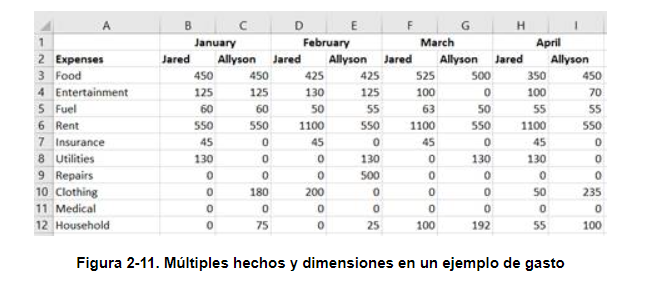 A B C D E F G H I
1 January February March April
2 Expenses Jared Allyson Jared Allyson Jared Allyson Jared Allyson
3 Food 450 450 425 425 525 500 350 450
4 Entertainment 125 125 130 125 100 0 100 70
5 Fuel 60 60 50 55 63 50 55 55
6 Rent 550 550 1100 550 1100 550 1100 550
7 Insurance 45 0 45 0 45 0 45 0
8 Utilities 130 0 0 130 0 130 130 0
9 Repairs 0 0 0 500 0 0 0 0
10 Clothing 0 180 200 0 0 0 50 235
11 Medical 0 0 0 0 0 0 0 0
12 Household 0 75 0 25 100 192 55 100
Figura 2-11. Múltiples hechos y dimensiones en un ejemplo de gasto